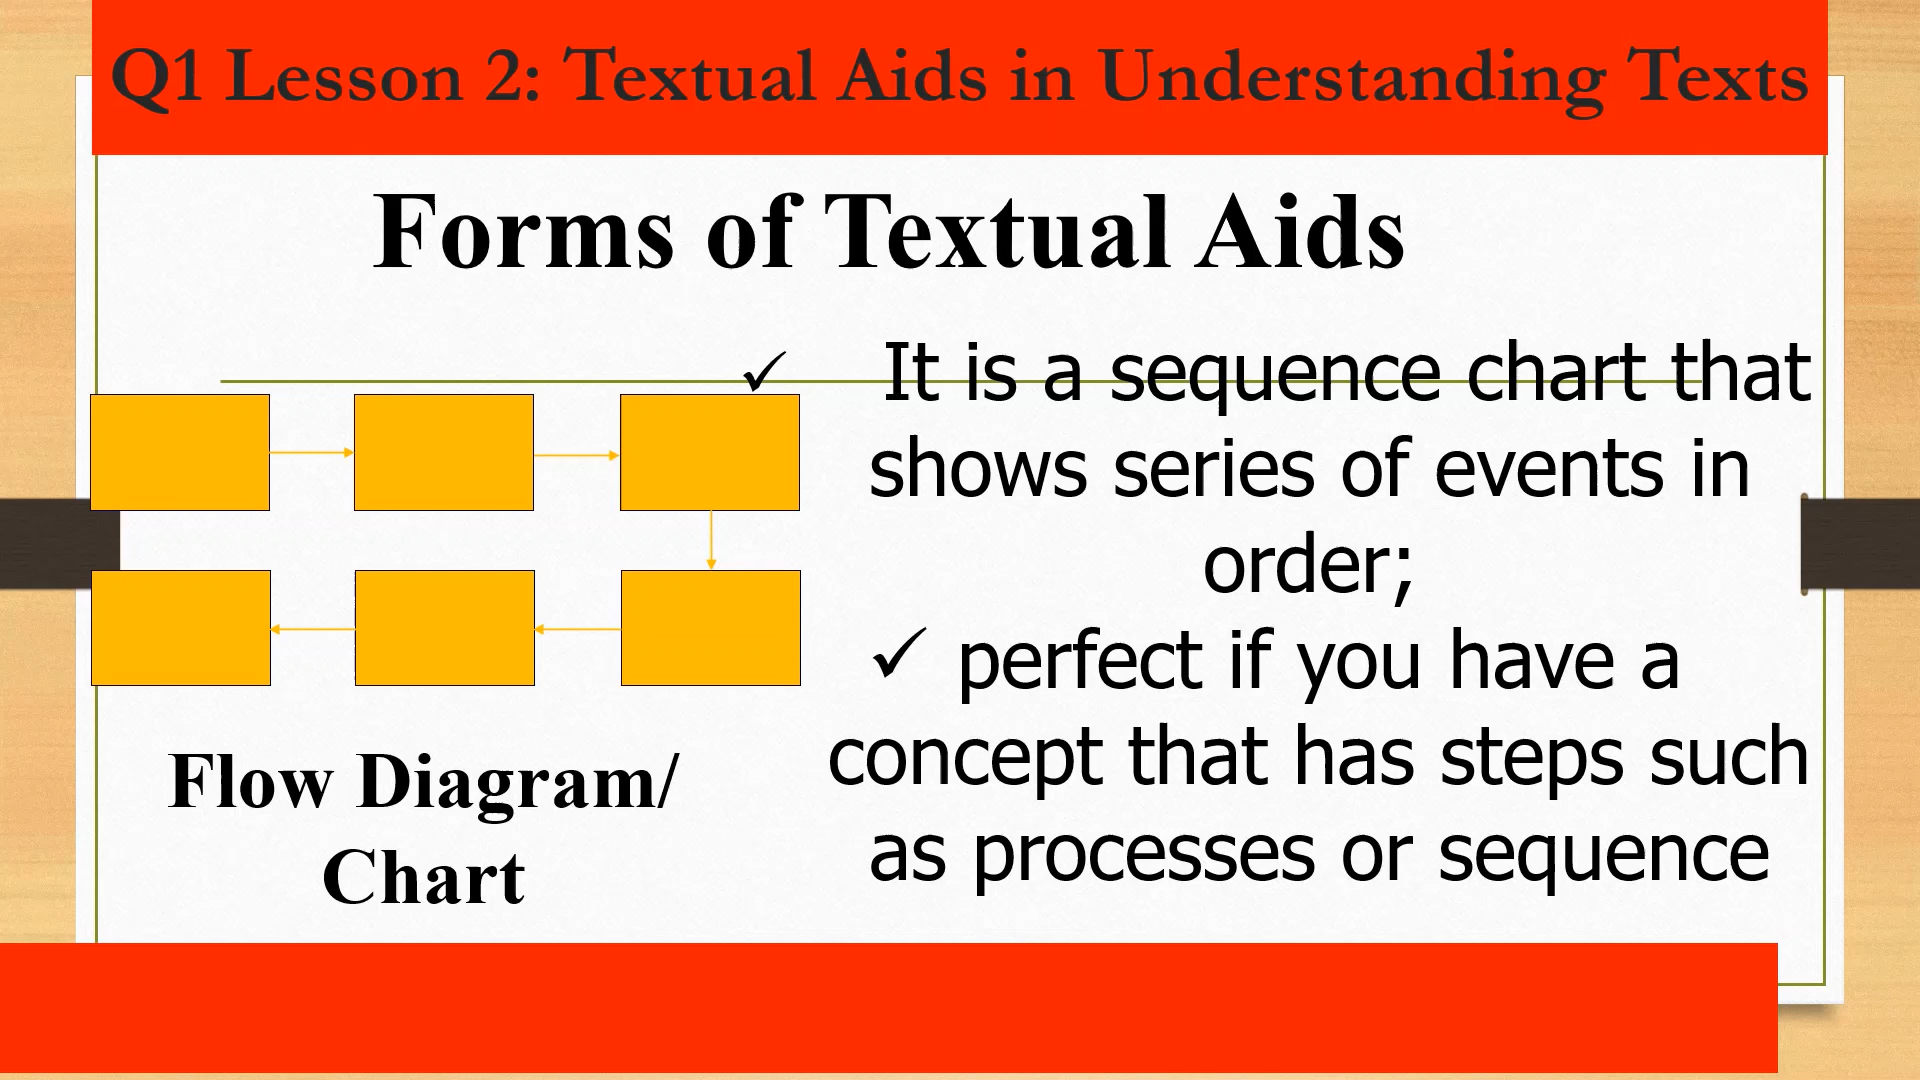 Q1 Lesson 2: Textual Aids in Understanding Texts
Forms of Textual Aids
✓ It is a sequence chart that
shows series of events in
order;
✓ perfect if you have a
concept that has steps such
as processes or sequence
Flow Diagram/
Chart